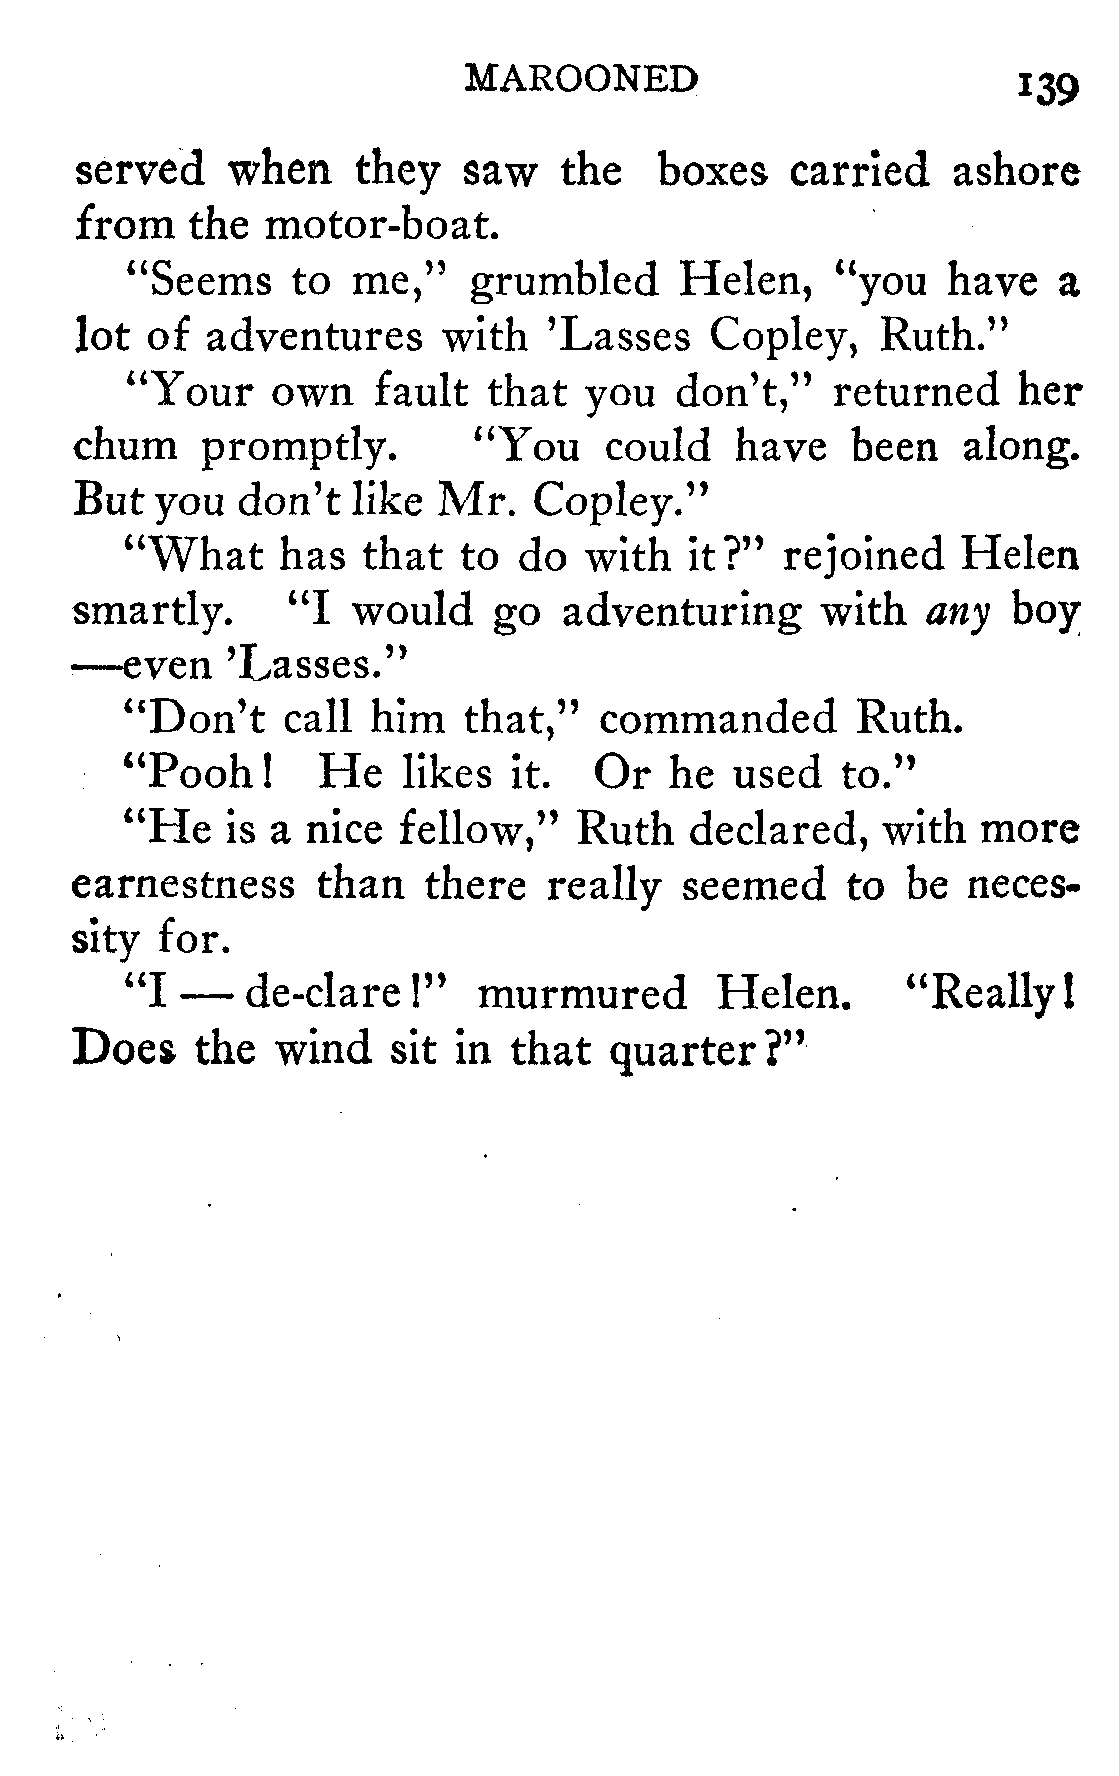 MAROONED 139
served when they saw the boxes carried ashore
from the motor-boat.
“Seems to me,” grumbled Helen, “you have a
lot of adventures with ’Lasses Copley, Ruth.”
“Your own fault that you don’t,” returned her
chum promptly. “You could have been along.
But you don’t like Mr. Copley.”
“What has that to do with it?” rejoined Helen
smartly. “I would go adventuring with any boy
—even ’Lasses.”
“Don’t call him that,” commanded Ruth.
“Pooh! He likes it. Or he used to.”
“He is a nice fellow,” Ruth declared, with more
earnestness than there really seemed to be neces-
sity for.
“I — de-clare!” murmured Helen. “Really!
Does the wind sit in that quarter?”